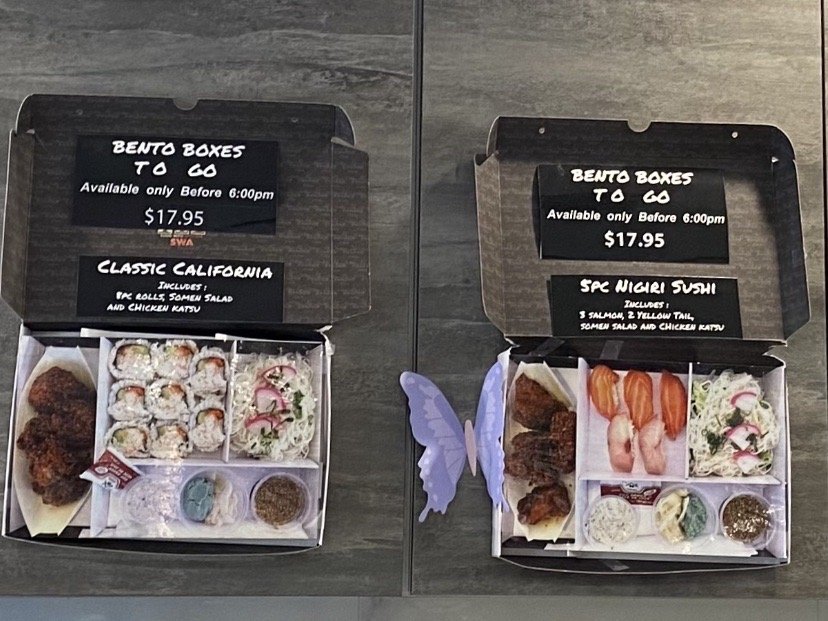 BENTO BOXES
TO GO
Available only Before 6:00pm
$17.95
SWA
CLASSIC CALIFORNIA
INCLUDES :
8PC ROLLS, SOMEN SALAD
AND CHICKEN KATSU
BENTO BOXES
TO GO
Available only Before 6:00pm
$17.95
5PC NIGIRI SUSHI
INCLUDES :
3 SALMON, 2 YELLOW TAIL,
SOMEN SALAD AND CHICKEN KATSU